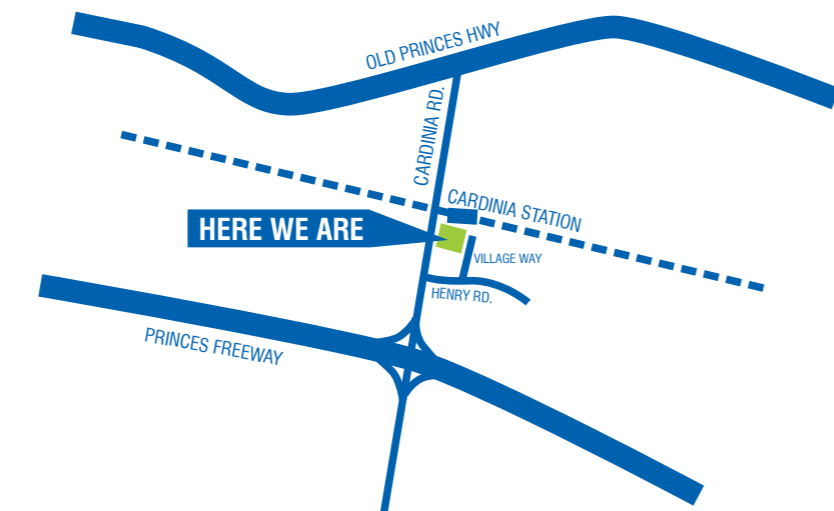 OLD PRINCES HWY
CARDINIA RD.
CARDINIA STATION
HERE WE ARE
VILLAGE WAY
HENRY RD.
PRINCES FREEWAY